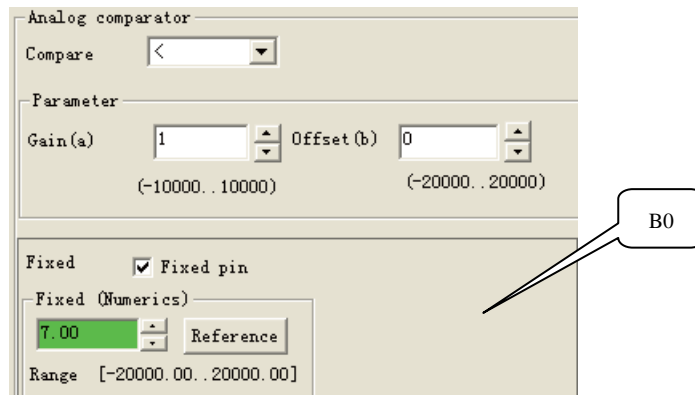 Analog comparator
Compare <
Parameter
Gain(a) 1 Offset(b) 0
(-10000..10000) (-20000..20000)
B0
Fixed Fixed pin
Fixed (Numerics)
7.00 Reference
Range [-20000.00..20000.00]